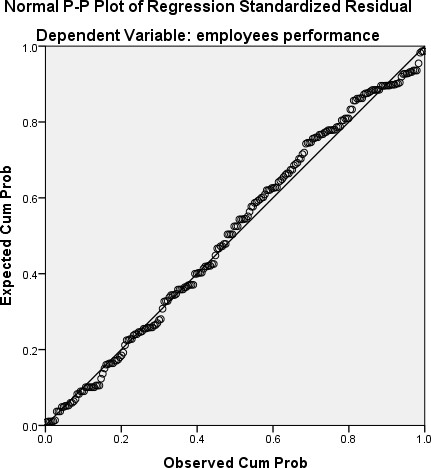 Normal P-P Plot of Regression Standardized Residual
Dependent Variable: employees performance
Expected Cum Prob
1.0
0.8
0.6
0.4
0.2
0.0
0.0 0.2 0.4 0.6 0.8 1.0
Observed Cum Prob